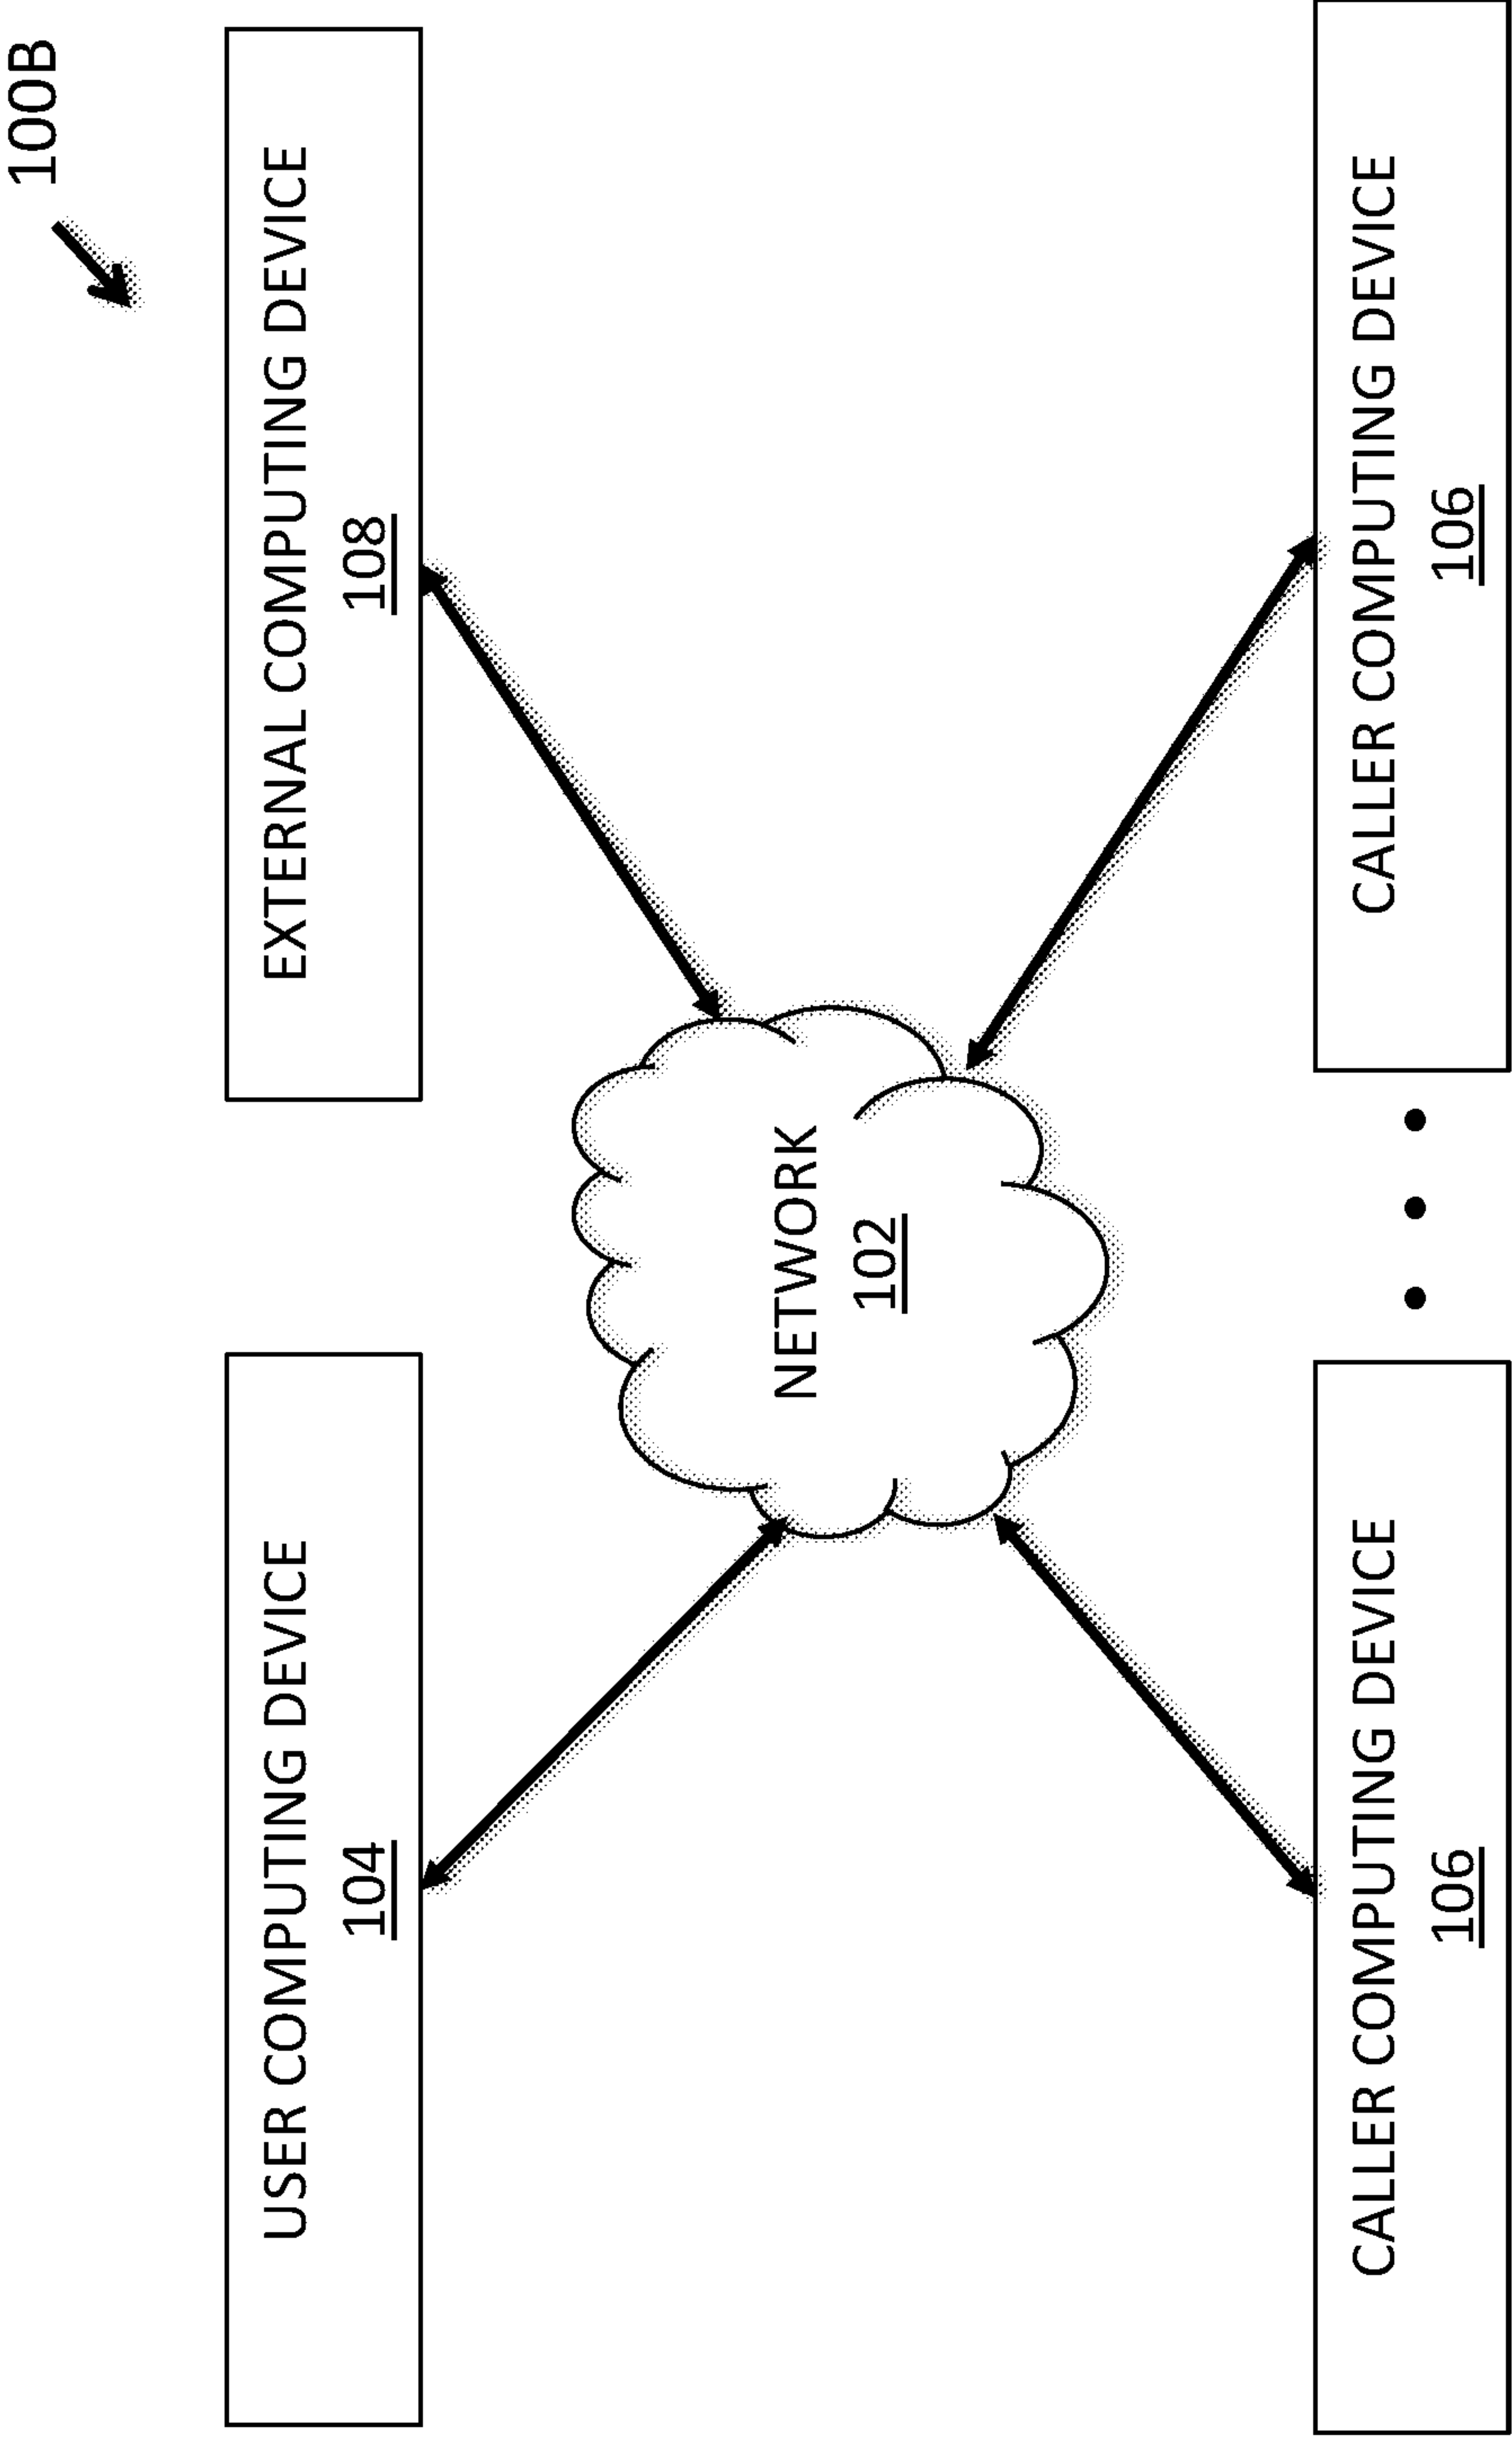 100B
USER COMPUTING DEVICE
104
EXTERNAL COMPUTING DEVICE
108
NETWORK
102
CALLER COMPUTING DEVICE
106
CALLER COMPUTING DEVICE
106